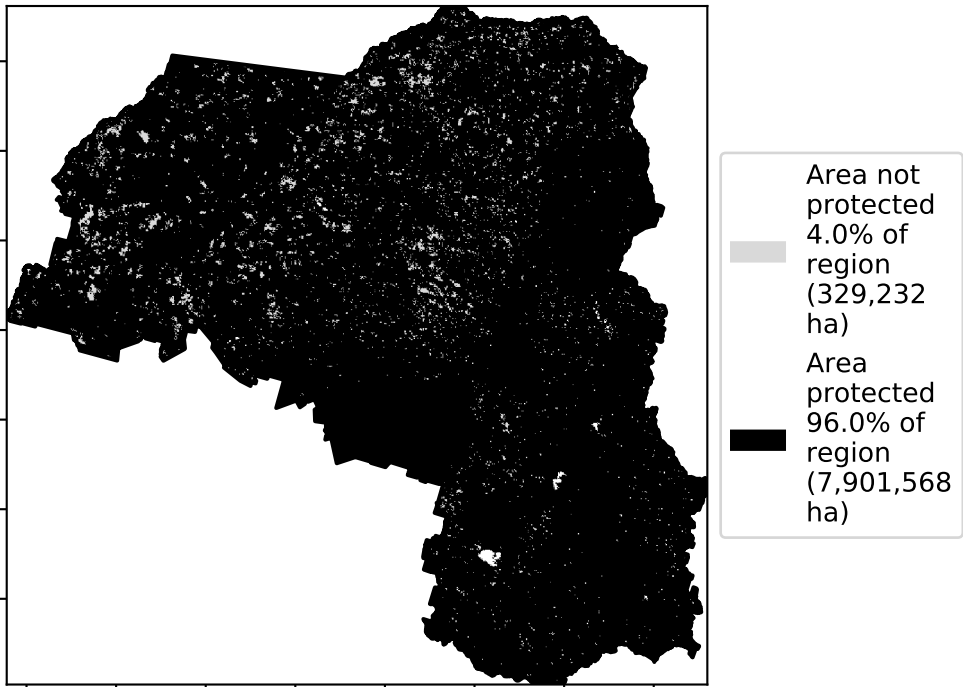 Area not
protected
4.0% of
region
(329,232
ha)
Area
protected
96.0% of
region
(7,901,568
ha)